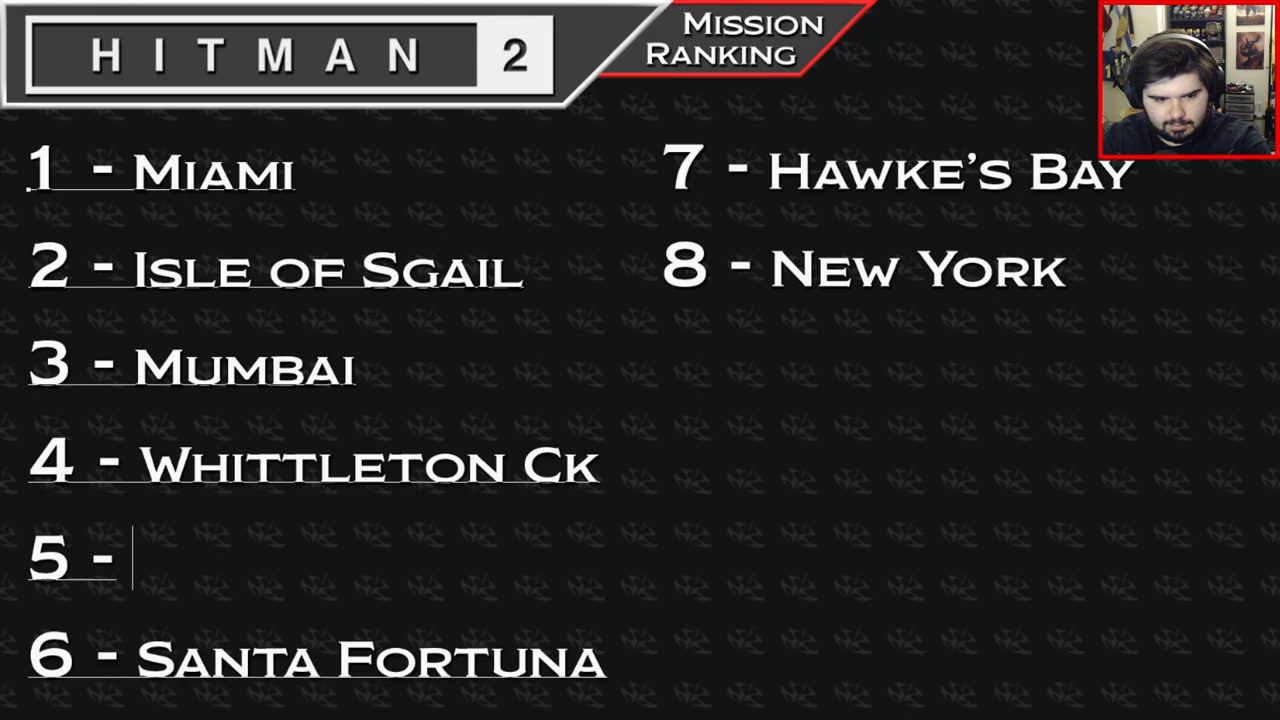 HITMAN 2
Mission
Ranking
1 - Miami
2 - Isle of Sgail
3 - Mumbai
4 - Whittleton Ck
5 -
6 - Santa Fortuna
7 - Hawke's Bay
8 - New York